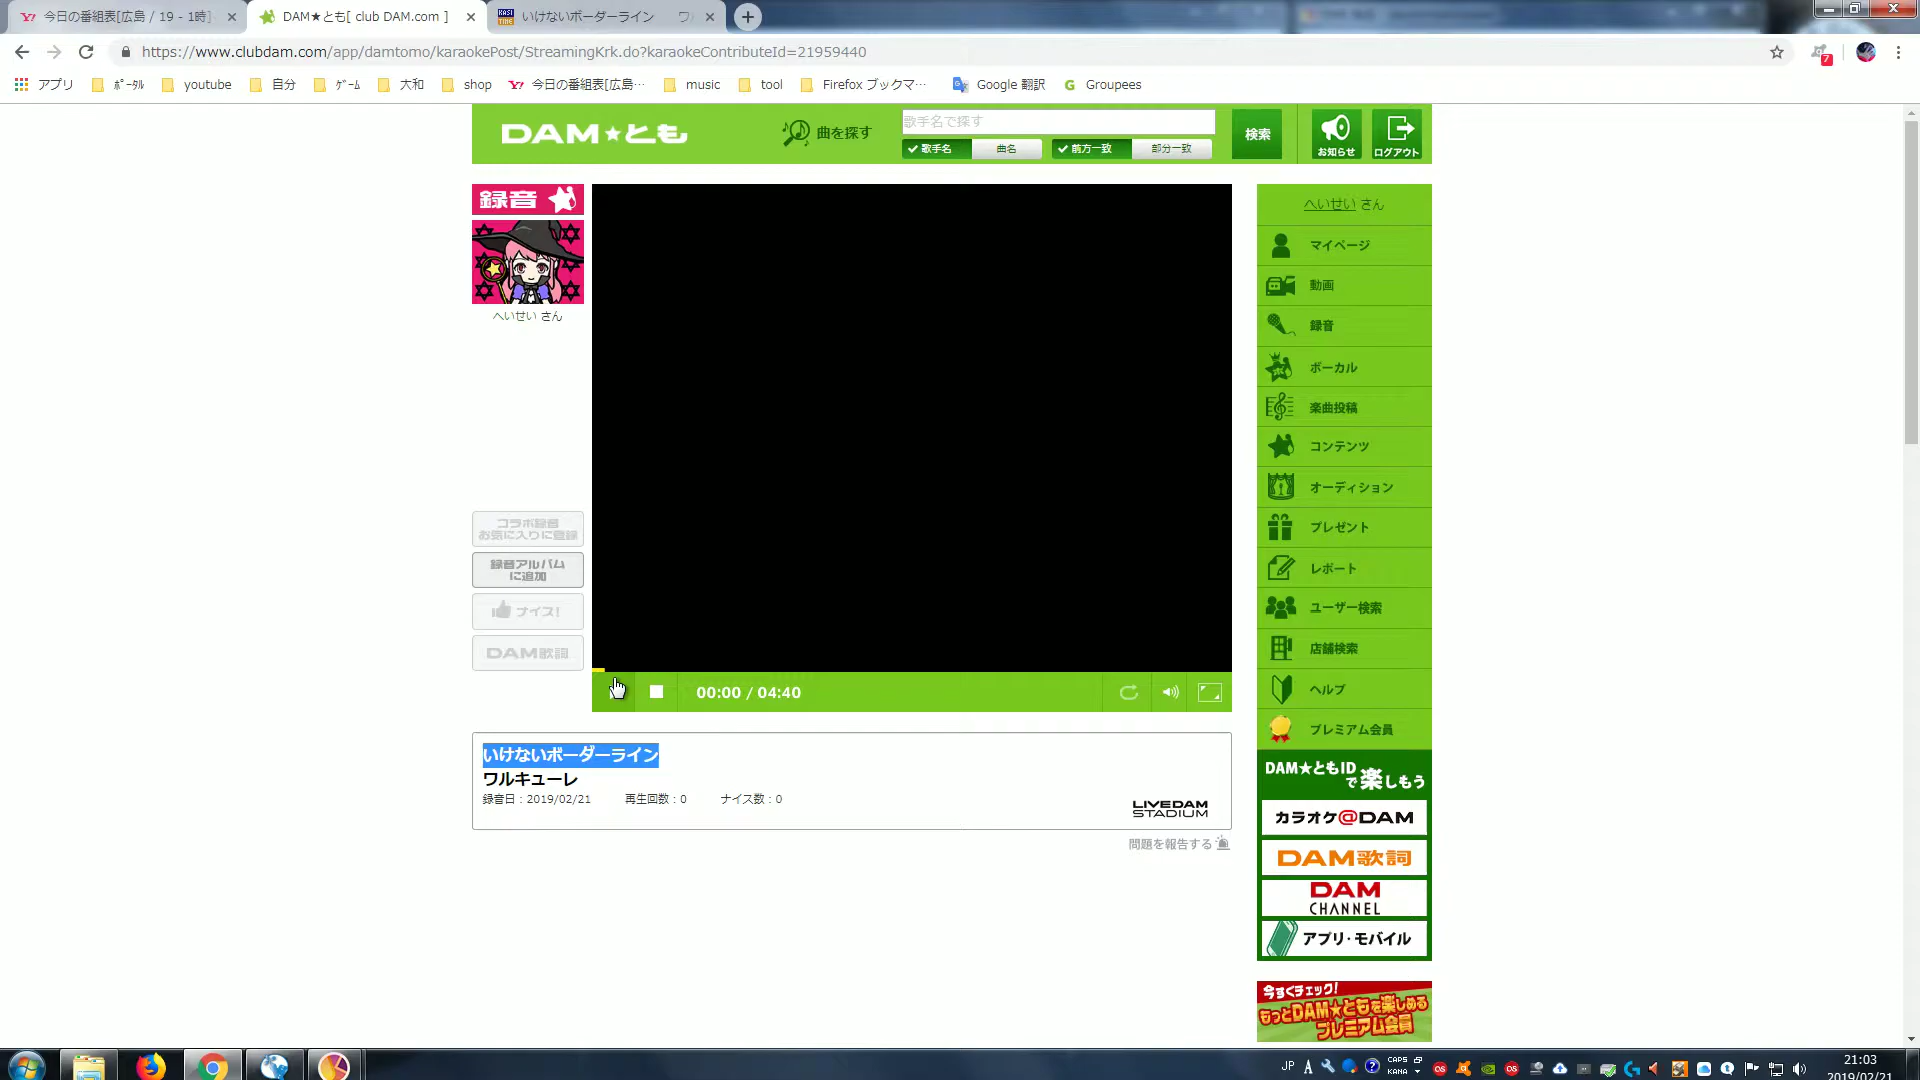 今日の番組表[広島 / 19 - 1時]
DAM★とも[ club DAM.com ]
いけないボーダーライン　ワ
https://www.clubdam.com/app/damtomo/karaokePost/StreamingKrk.do?karaokeContributeId=21959440
7
アプリ
ﾎﾟｰﾀﾙ
youtube
自分
ｹﾞｰﾑ
大和
shop
今日の番組表[広島…
music
tool
Firefox ブックマ…
Google 翻訳
Groupees
DAM★とも
曲を探す
歌手名で探す
歌手名
曲名
前方一致
部分一致
検索
お知らせ
ログアウト
録音
へいせい さん
コラボ録音
お気に入りに登録
録音アルバム
に追加
ナイス!
DAM歌詞
00:00 / 04:40
いけないボーダーライン
ワルキューレ
録音日：2019/02/21
再生回数：0
ナイス数：0
LIVEDAM
STADIUM
問題を報告する
へいせい さん
マイページ
動画
録音
ボーカル
楽曲投稿
コンテンツ
オーディション
プレゼント
レポート
ユーザー検索
店舗検索
ヘルプ
プレミアム会員
DAM★ともID
で楽しもう
カラオケ@DAM
DAM歌詞
DAM
CHANNEL
アプリ・モバイル
今すぐチェック!
もっとDAM★ともを楽しめる
プレミアム会員
JP
A
CAPS
KANA
21:03
2019/02/21